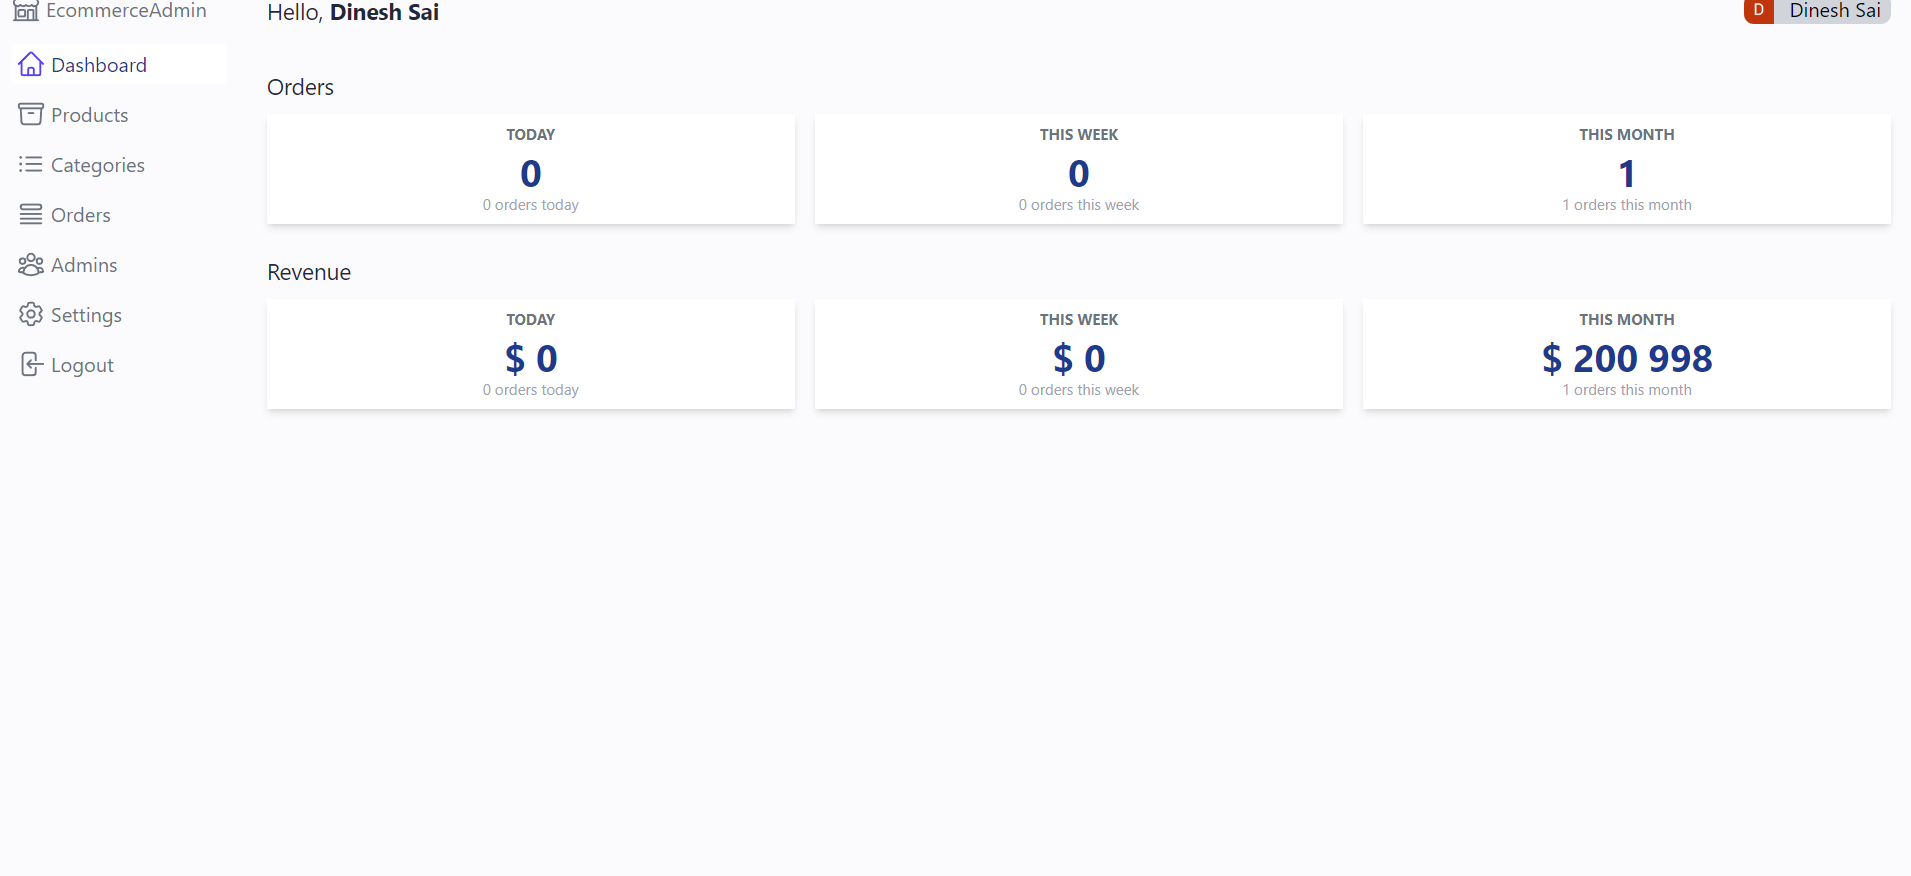 EcommerceAdmin
Dashboard
Products
Categories
Orders
Admins
Settings
Logout
Hello, Dinesh Sai
D Dinesh Sai
Orders
TODAY
0
0 orders today
THIS WEEK
0
0 orders this week
THIS MONTH
1
1 orders this month
Revenue
TODAY
$ 0
0 orders today
THIS WEEK
$ 0
0 orders this week
THIS MONTH
$ 200 998
1 orders this month